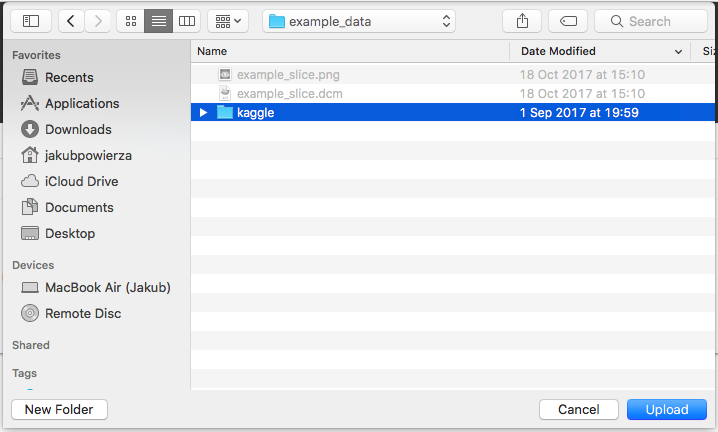 example_data
Search
Favorites
Recents
Applications
Downloads
jakubpowierza
iCloud Drive
Documents
Desktop
Devices
MacBook Air (Jakub)
Remote Disc
Shared
Tags
Name Date Modified Siz
example_slice.png 18 Oct 2017 at 15:10
example_slice.dcm 18 Oct 2017 at 15:10
kaggle 1 Sep 2017 at 19:59
New Folder Cancel Upload